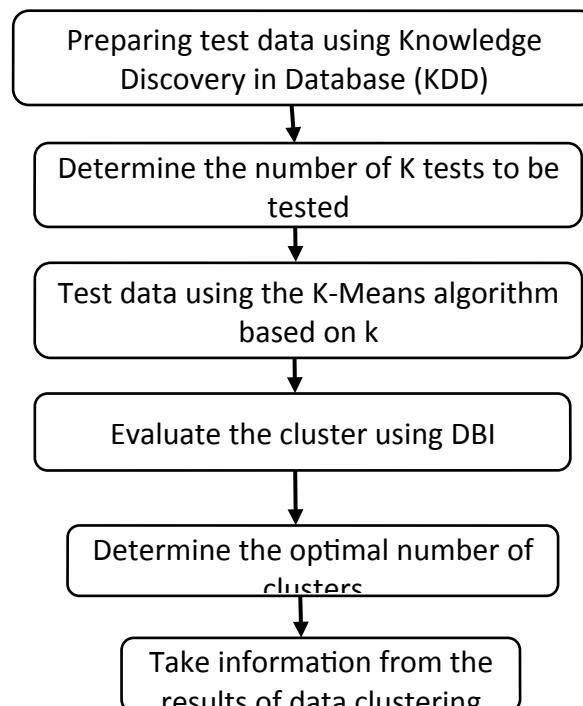 Preparing test data using Knowledge
Discovery in Database (KDD)
Determine the number of K tests to be
tested
Test data using the K-Means algorithm
based on k
Evaluate the cluster using DBI
Determine the optimal number of
clusters
Take information from the
results of data clustering